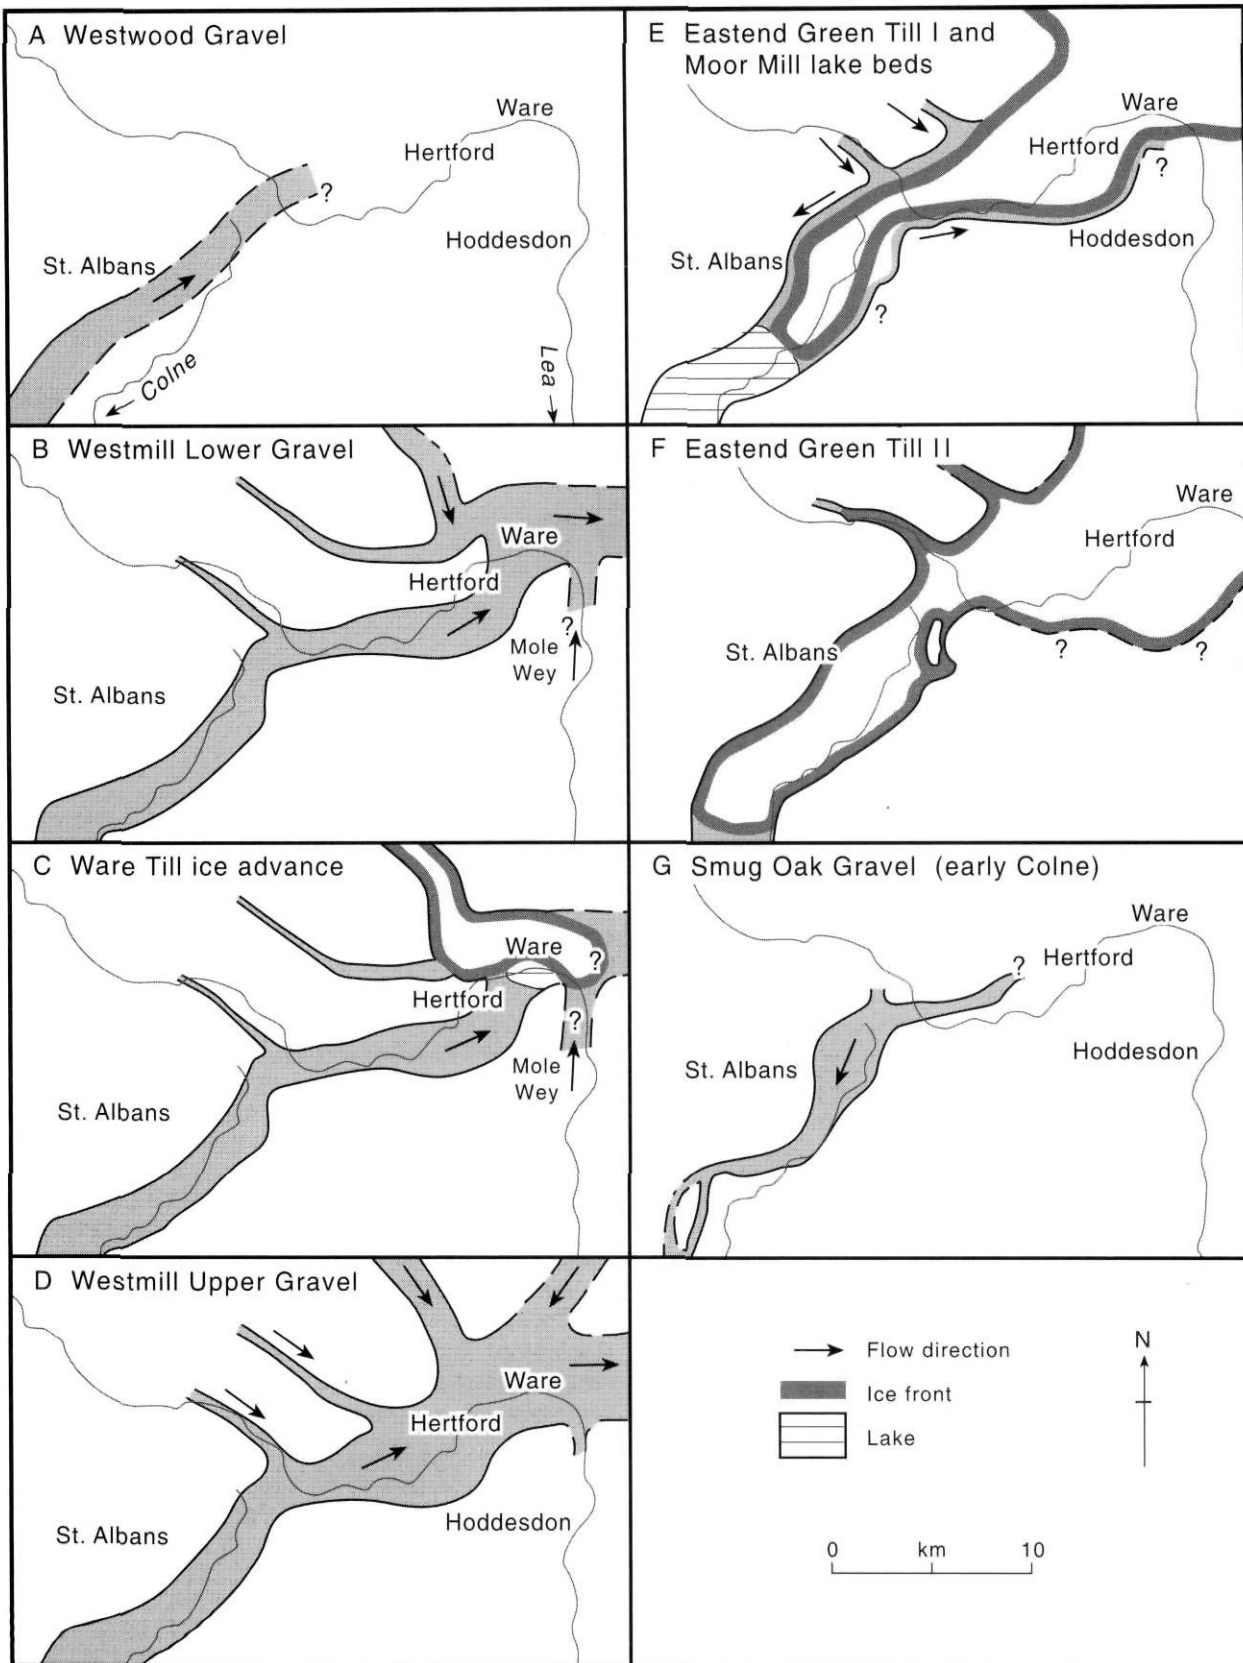 A Westwood Gravel
Ware
Hertford
?
Hoddesdon
St. Albans
Colne
Lea
B Westmill Lower Gravel
Ware
Hertford
?
Mole
Wey
St. Albans
C Ware Till ice advance
Ware
?
Hertford
?
Mole
Wey
St. Albans
D Westmill Upper Gravel
Ware
Hertford
Hoddesdon
St. Albans
E Eastend Green Till I and
Moor Mill lake beds
Ware
Hertford
?
Hoddesdon
St. Albans
?
F Eastend Green Till II
Ware
Hertford
St. Albans
?
?
G Smug Oak Gravel (early Colne)
Ware
Hertford
?
Hoddesdon
St. Albans
N
Flow direction
Ice front
Lake
0 km 10